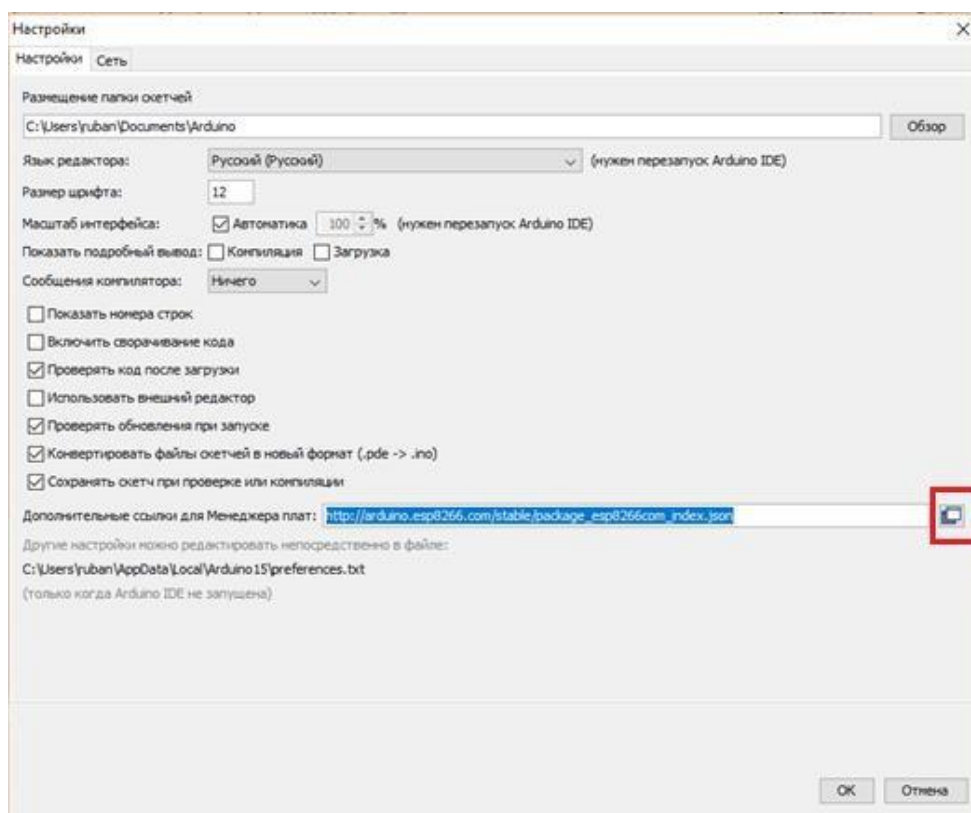 Настройки
Настройки Сеть
Размещение папки скетчей
C:\Users\ruban\Documents\Arduino Обзор
Язык редактора: Русский (Русский) (нужен перезапуск Arduino IDE)
Размер шрифта: 12
Масштаб интерфейса: Автоматика 100 % (нужен перезапуск Arduino IDE)
Показать подробный вывод: Компиляция Загрузка
Сообщения компилятора: Ничего
Показать номера строк
Включить сворачивание кода
Проверять код после загрузки
Использовать внешний редактор
Проверять обновления при запуске
Конвертировать файлы скетчей в новый формат (.pde -> .ino)
Сохранять скетч при проверке или компиляции
Дополнительные ссылки для Менеджера плат: http://arduino.esp8266.com/stable/package_esp8266com_index.json
Другие настройки можно редактировать непосредственно в файле:
C:\Users\ruban\AppData\Local\Arduino15\preferences.txt
(только когда Arduino IDE не запущена)
OK Отмена